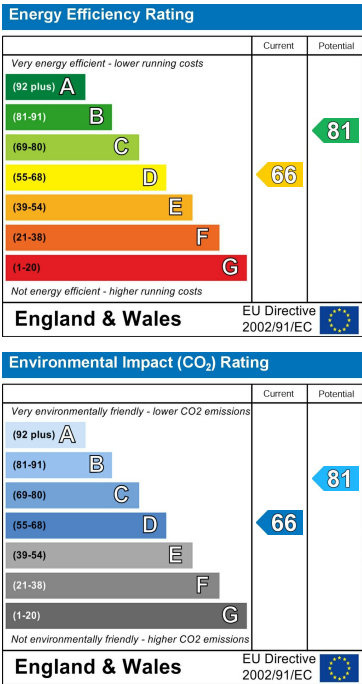 Energy Efficiency Rating
Current Potential
Very energy efficient - lower running costs
(92 plus) A
(81-91) B
81
(69-80) C
(55-68) D
66
(39-54) E
(21-38) F
(1-20) G
Not energy efficient - higher running costs
England & Wales
EU Directive
2002/91/EC
Environmental Impact (CO₂) Rating
Current Potential
Very environmentally friendly - lower CO2 emissions
(92 plus) A
(81-91) B
81
(69-80) C
(55-68) D
66
(39-54) E
(21-38) F
(1-20) G
Not environmentally friendly - higher CO2 emissions
England & Wales
EU Directive
2002/91/EC